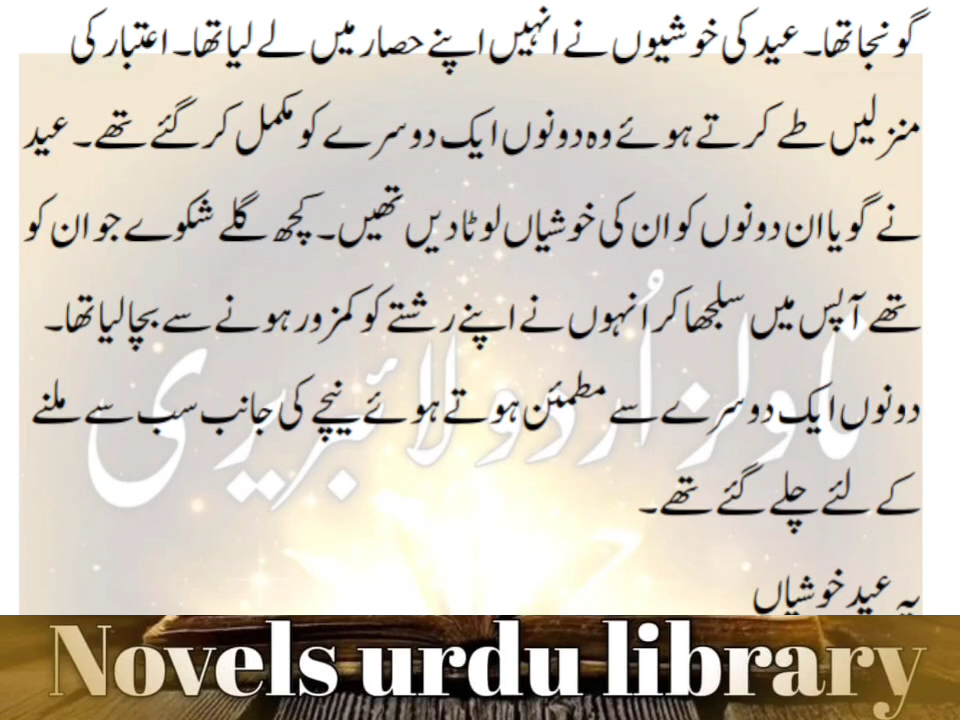 گونجا تھا۔ عید کی خوشیوں نے انہیں اپنے حصار میں لے لیا تھا۔ اعتبار کی
منزلیں طے کرتے ہوئے وہ دونوں ایک دوسرے کو مکمل کر گئے تھے۔ عید
نے گویا ان دونوں کو ان کی خوشیاں لوٹا دیں تھیں۔ کچھ گلے شکوے جو ان کو
تھے آپس میں سلجھا کر اُنہوں نے اپنے رشتے کو کمزور ہونے سے بچا لیا تھا۔
ناولز اردو لائبریری
دونوں ایک دوسرے سے مطمئن ہوتے ہوئے نیچے کی جانب سب سے ملنے
کے لئے چلے گئے تھے۔
یہ عید خوشیاں
Novels urdu library